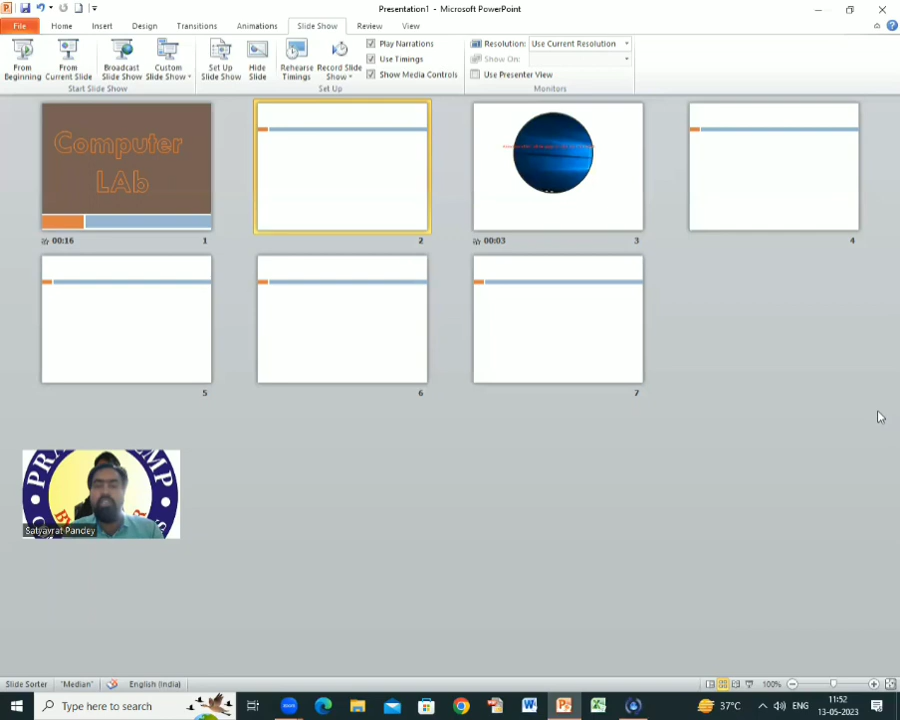 Presentation1 - Microsoft PowerPoint
File Home Insert Design Transitions Animations Slide Show Review View
From Beginning
From Current Slide
Broadcast Slide Show
Custom Slide Show
Set Up Slide Show
Hide Slide
Rehearse Timings
Record Slide Show
Play Narrations
Use Timings
Show Media Controls
Resolution: Use Current Resolution
Show On:
Use Presenter View
Start Slide Show
Set Up
Monitors
Computer
LAb
00:16 1
2
00:03 3
4
5
6
7
Satyavrat Pandey
Slide Sorter "Median" English (India) 100%
Type here to search
37°C ENG
11:52
13-05-2023